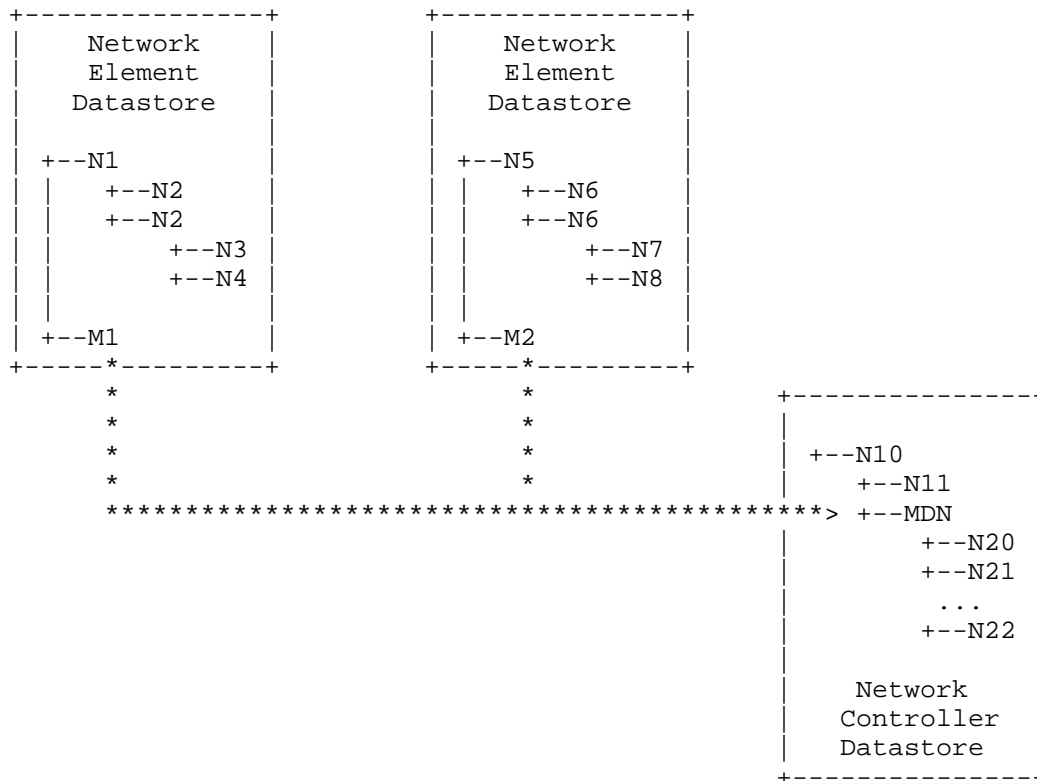 +---------------+         +---------------+
|    Network    |         |    Network    |
|    Element    |         |    Element    |
|   Datastore   |         |   Datastore   |
|               |         |               |
| +--N1         |         | +--N5         |
| |   +--N2     |         | |   +--N6     |
| |   +--N2     |         | |   +--N6     |
| |       +--N3 |         | |       +--N7 |
| |       +--N4 |         | |       +--N8 |
| |             |         | |             |
| +--M1         |         | +--M2         |
+-----*---------+         +-----*---------+
      *                         *               +---------------
      *                         *               |
      *                         *               | +--N10
      *                         *               |    +--N11
      *********************************************> +--MDN
                                                |        +--N20
                                                |        +--N21
                                                |         ...
                                                |        +--N22
                                                |
                                                |    Network
                                                |   Controller
                                                |   Datastore
                                                +---------------